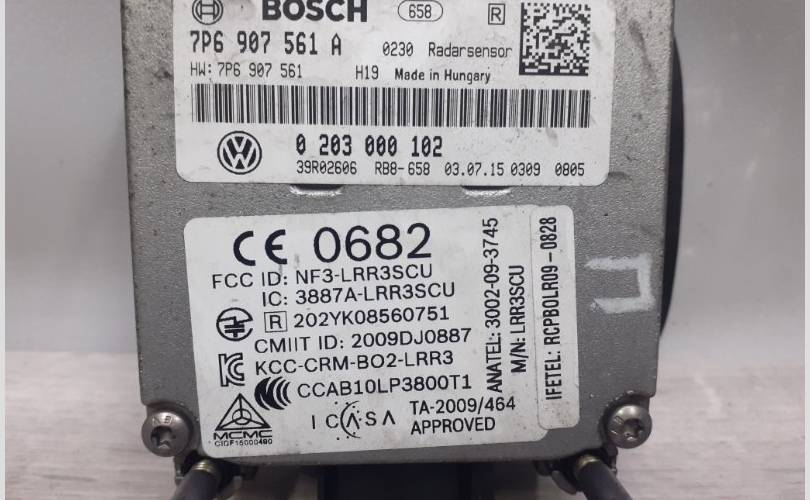 BOSCH 658 R
7P6 907 561 A 0230 Radarsensor
HW: 7P6 907 561 H19 Made in Hungary
0 203 000 102
39R02606 RB8-658 03.07.15 0309 0805
CE 0682
FCC ID: NF3-LRR3SCU
IC: 3887A-LRR3SCU
R 202YK08560751
CMIIT ID: 2009DJ0887
KCC-CRM-BO2-LRR3
CCAB10LP3800T1
MCMC
CIDF15000490
ICASA TA-2009/464
APPROVED
ANATEL: 3002-09-3745
M/N: LRR3SCU
IFETEL: RCPBOLR09-0828